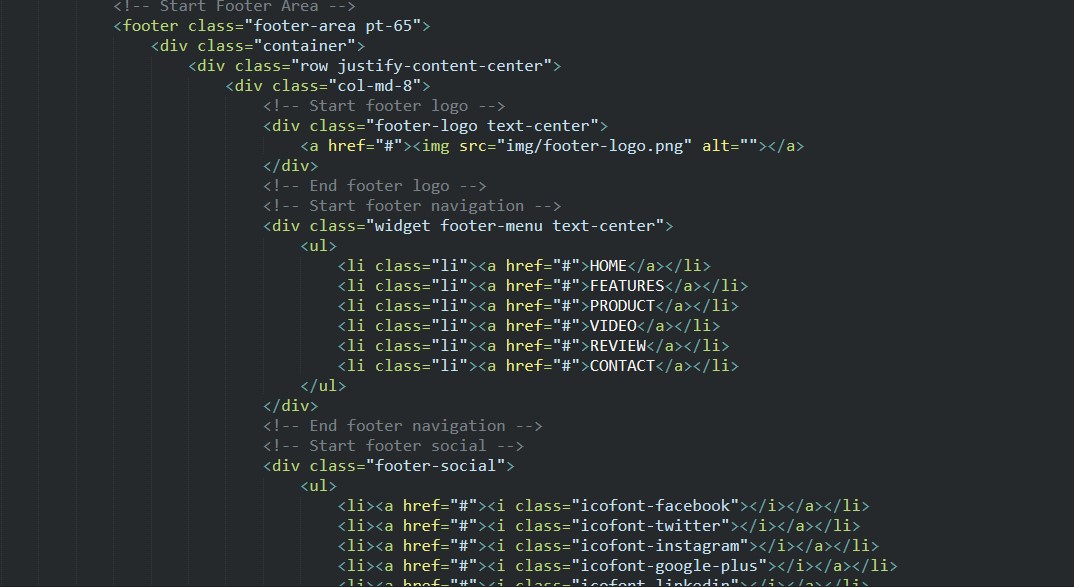 <!-- Start Footer Area -->
<footer class="footer-area pt-65">
<div class="container">
<div class="row justify-content-center">
<div class="col-md-8">
<!-- Start footer logo -->
<div class="footer-logo text-center">
<a href="#"><img src="img/footer-logo.png" alt=""></a>
</div>
<!-- End footer logo -->
<!-- Start footer navigation -->
<div class="widget footer-menu text-center">
<ul>
<li class="li"><a href="#">HOME</a></li>
<li class="li"><a href="#">FEATURES</a></li>
<li class="li"><a href="#">PRODUCT</a></li>
<li class="li"><a href="#">VIDEO</a></li>
<li class="li"><a href="#">REVIEW</a></li>
<li class="li"><a href="#">CONTACT</a></li>
</ul>
</div>
<!-- End footer navigation -->
<!-- Start footer social -->
<div class="footer-social">
<ul>
<li><a href="#"><i class="icofont-facebook"></i></a></li>
<li><a href="#"><i class="icofont-twitter"></i></a></li>
<li><a href="#"><i class="icofont-instagram"></i></a></li>
<li><a href="#"><i class="icofont-google-plus"></i></a></li>
<li><a href="#"><i class="icofont-linkedin"></i></a></li>